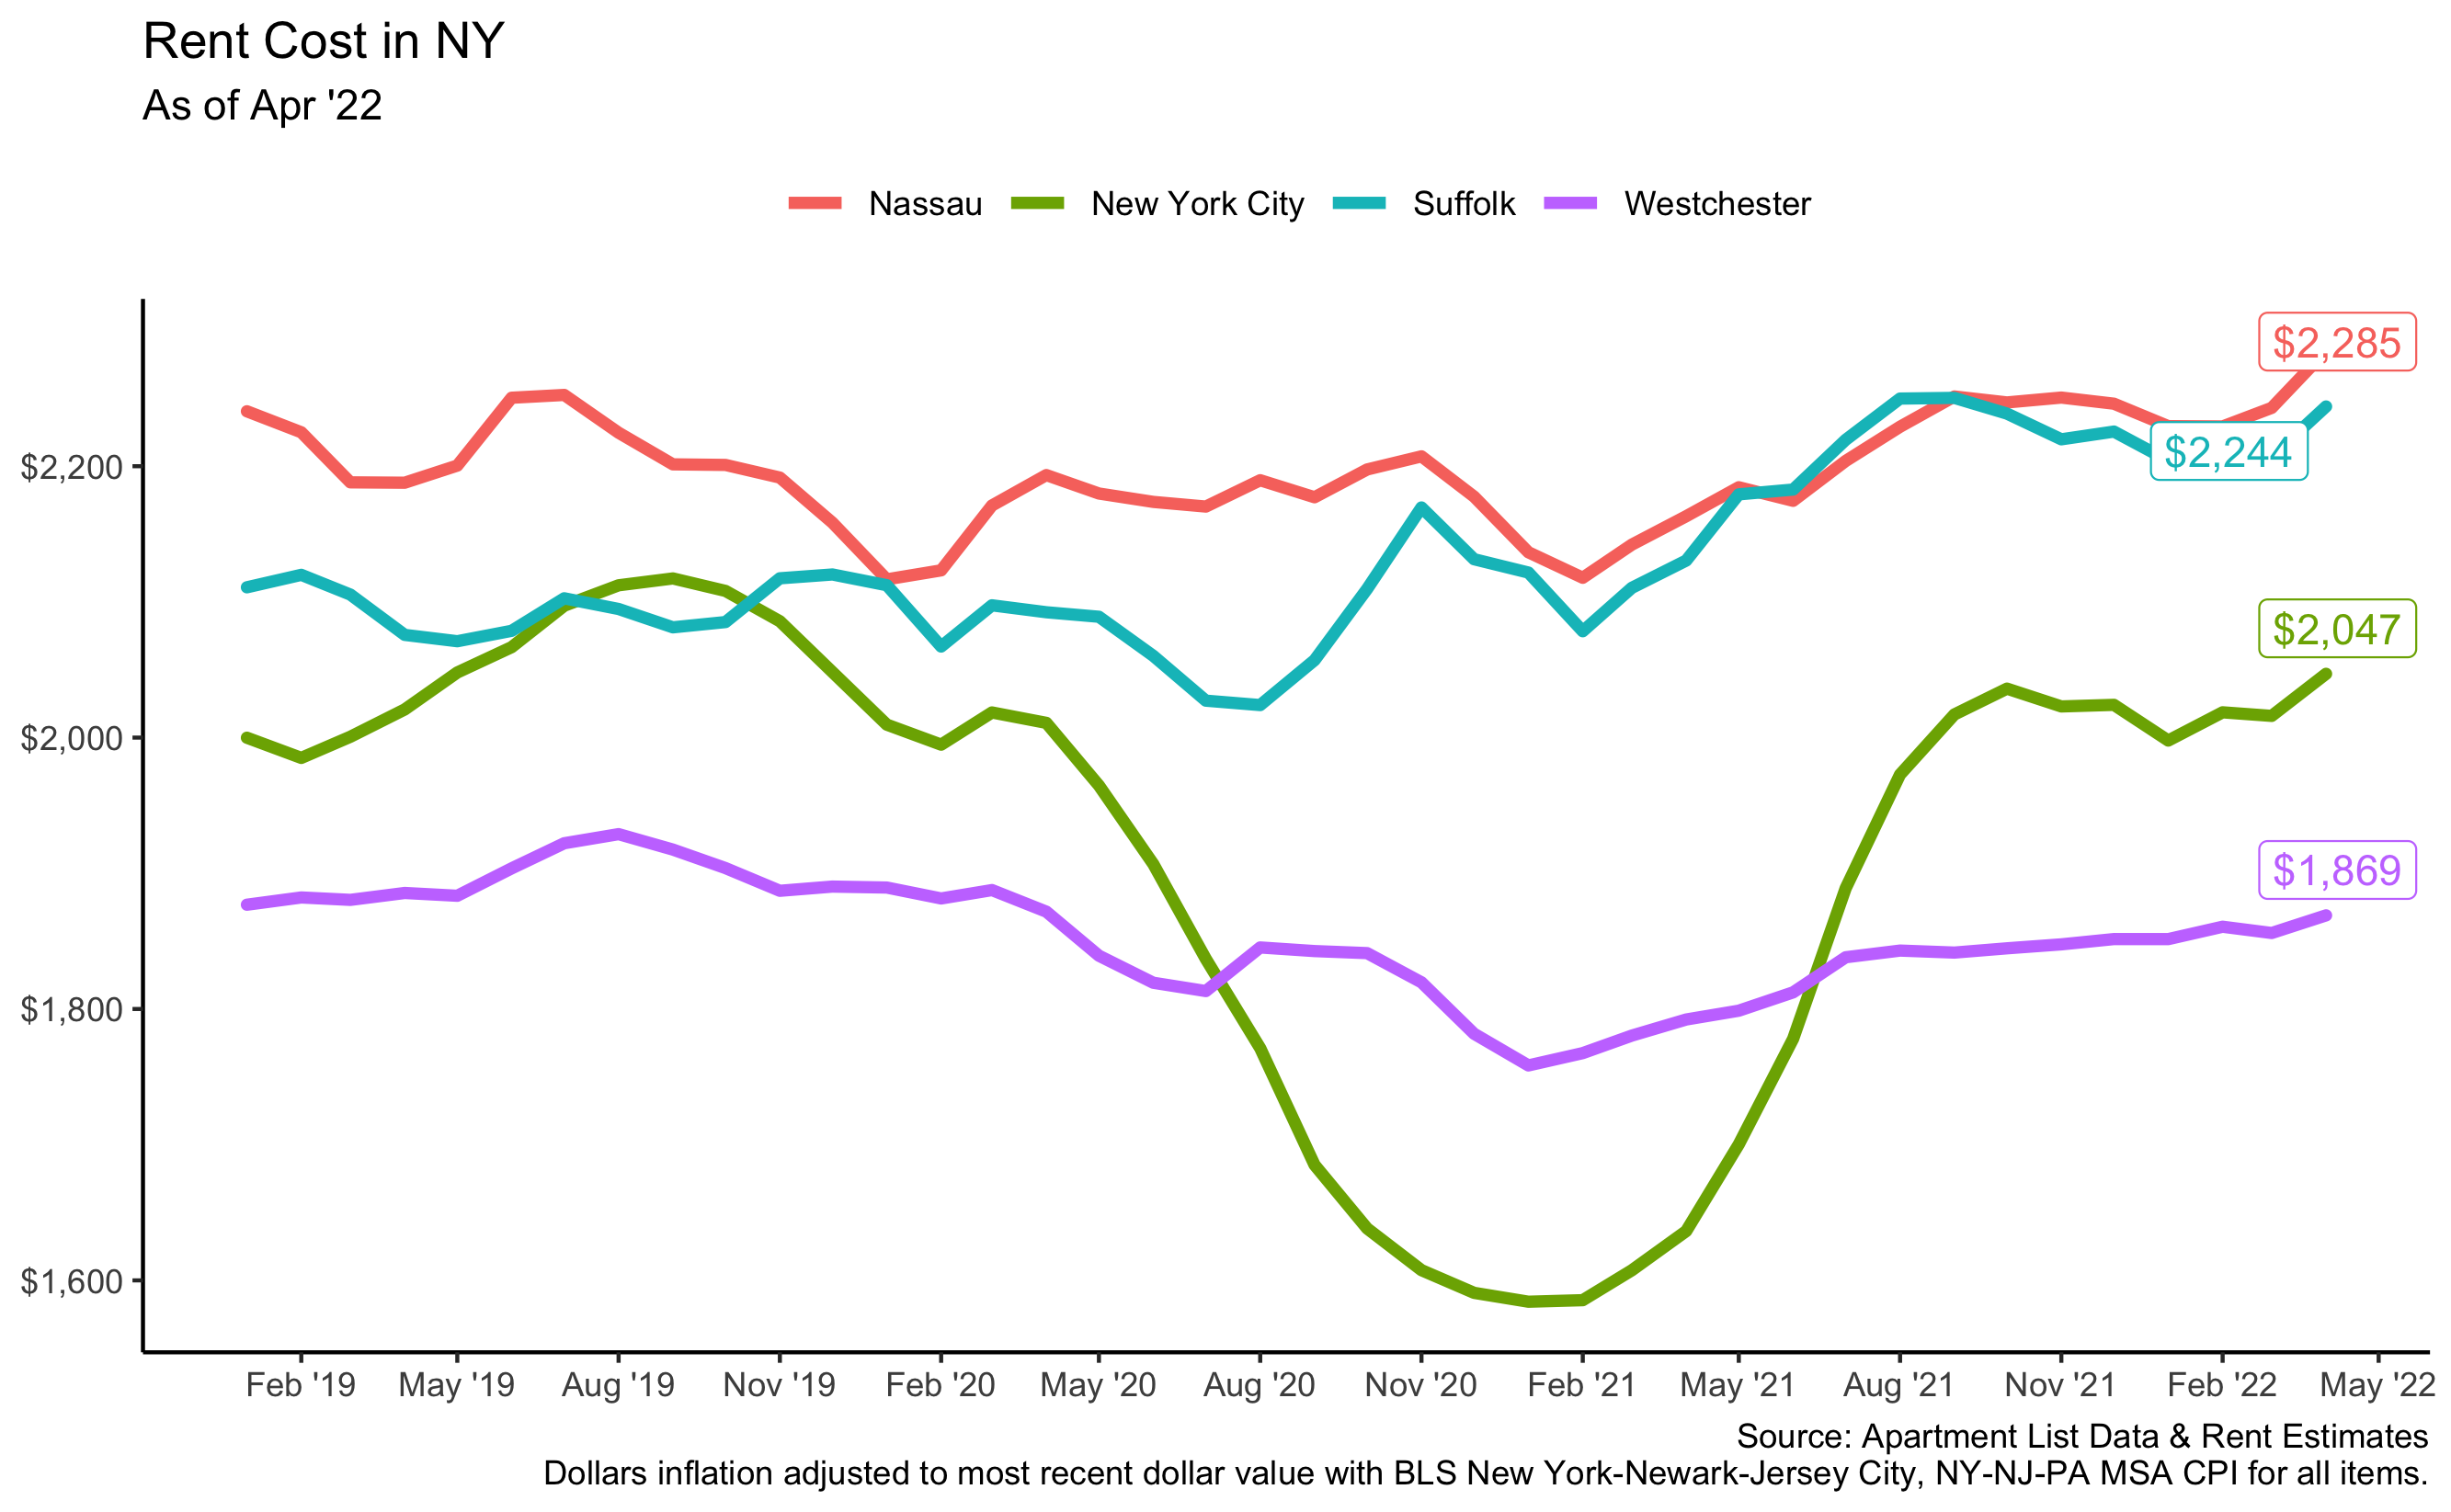 Rent Cost in NY
As of Apr '22
Nassau New York City Suffolk Westchester
$2,285
$2,244
$2,200
$2,047
$2,000
$1,869
$1,800
$1,600
Feb '19 May '19 Aug '19 Nov '19 Feb '20 May '20 Aug '20 Nov '20 Feb '21 May '21 Aug '21 Nov '21 Feb '22 May '22
Source: Apartment List Data & Rent Estimates
Dollars inflation adjusted to most recent dollar value with BLS New York-Newark-Jersey City, NY-NJ-PA MSA CPI for all items.